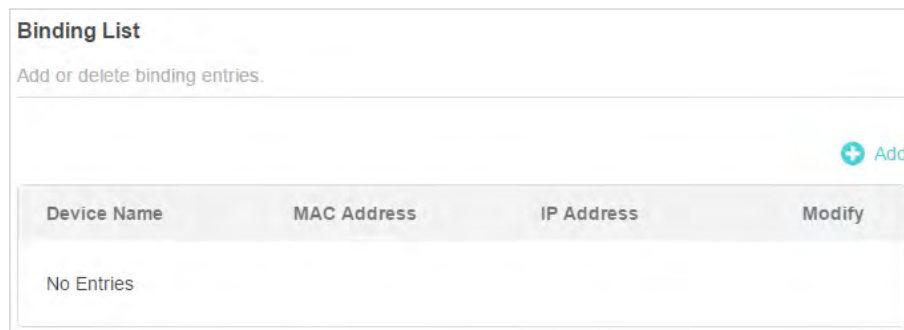 Binding List
Add or delete binding entries.
Add
Device Name MAC Address IP Address Modify
No Entries